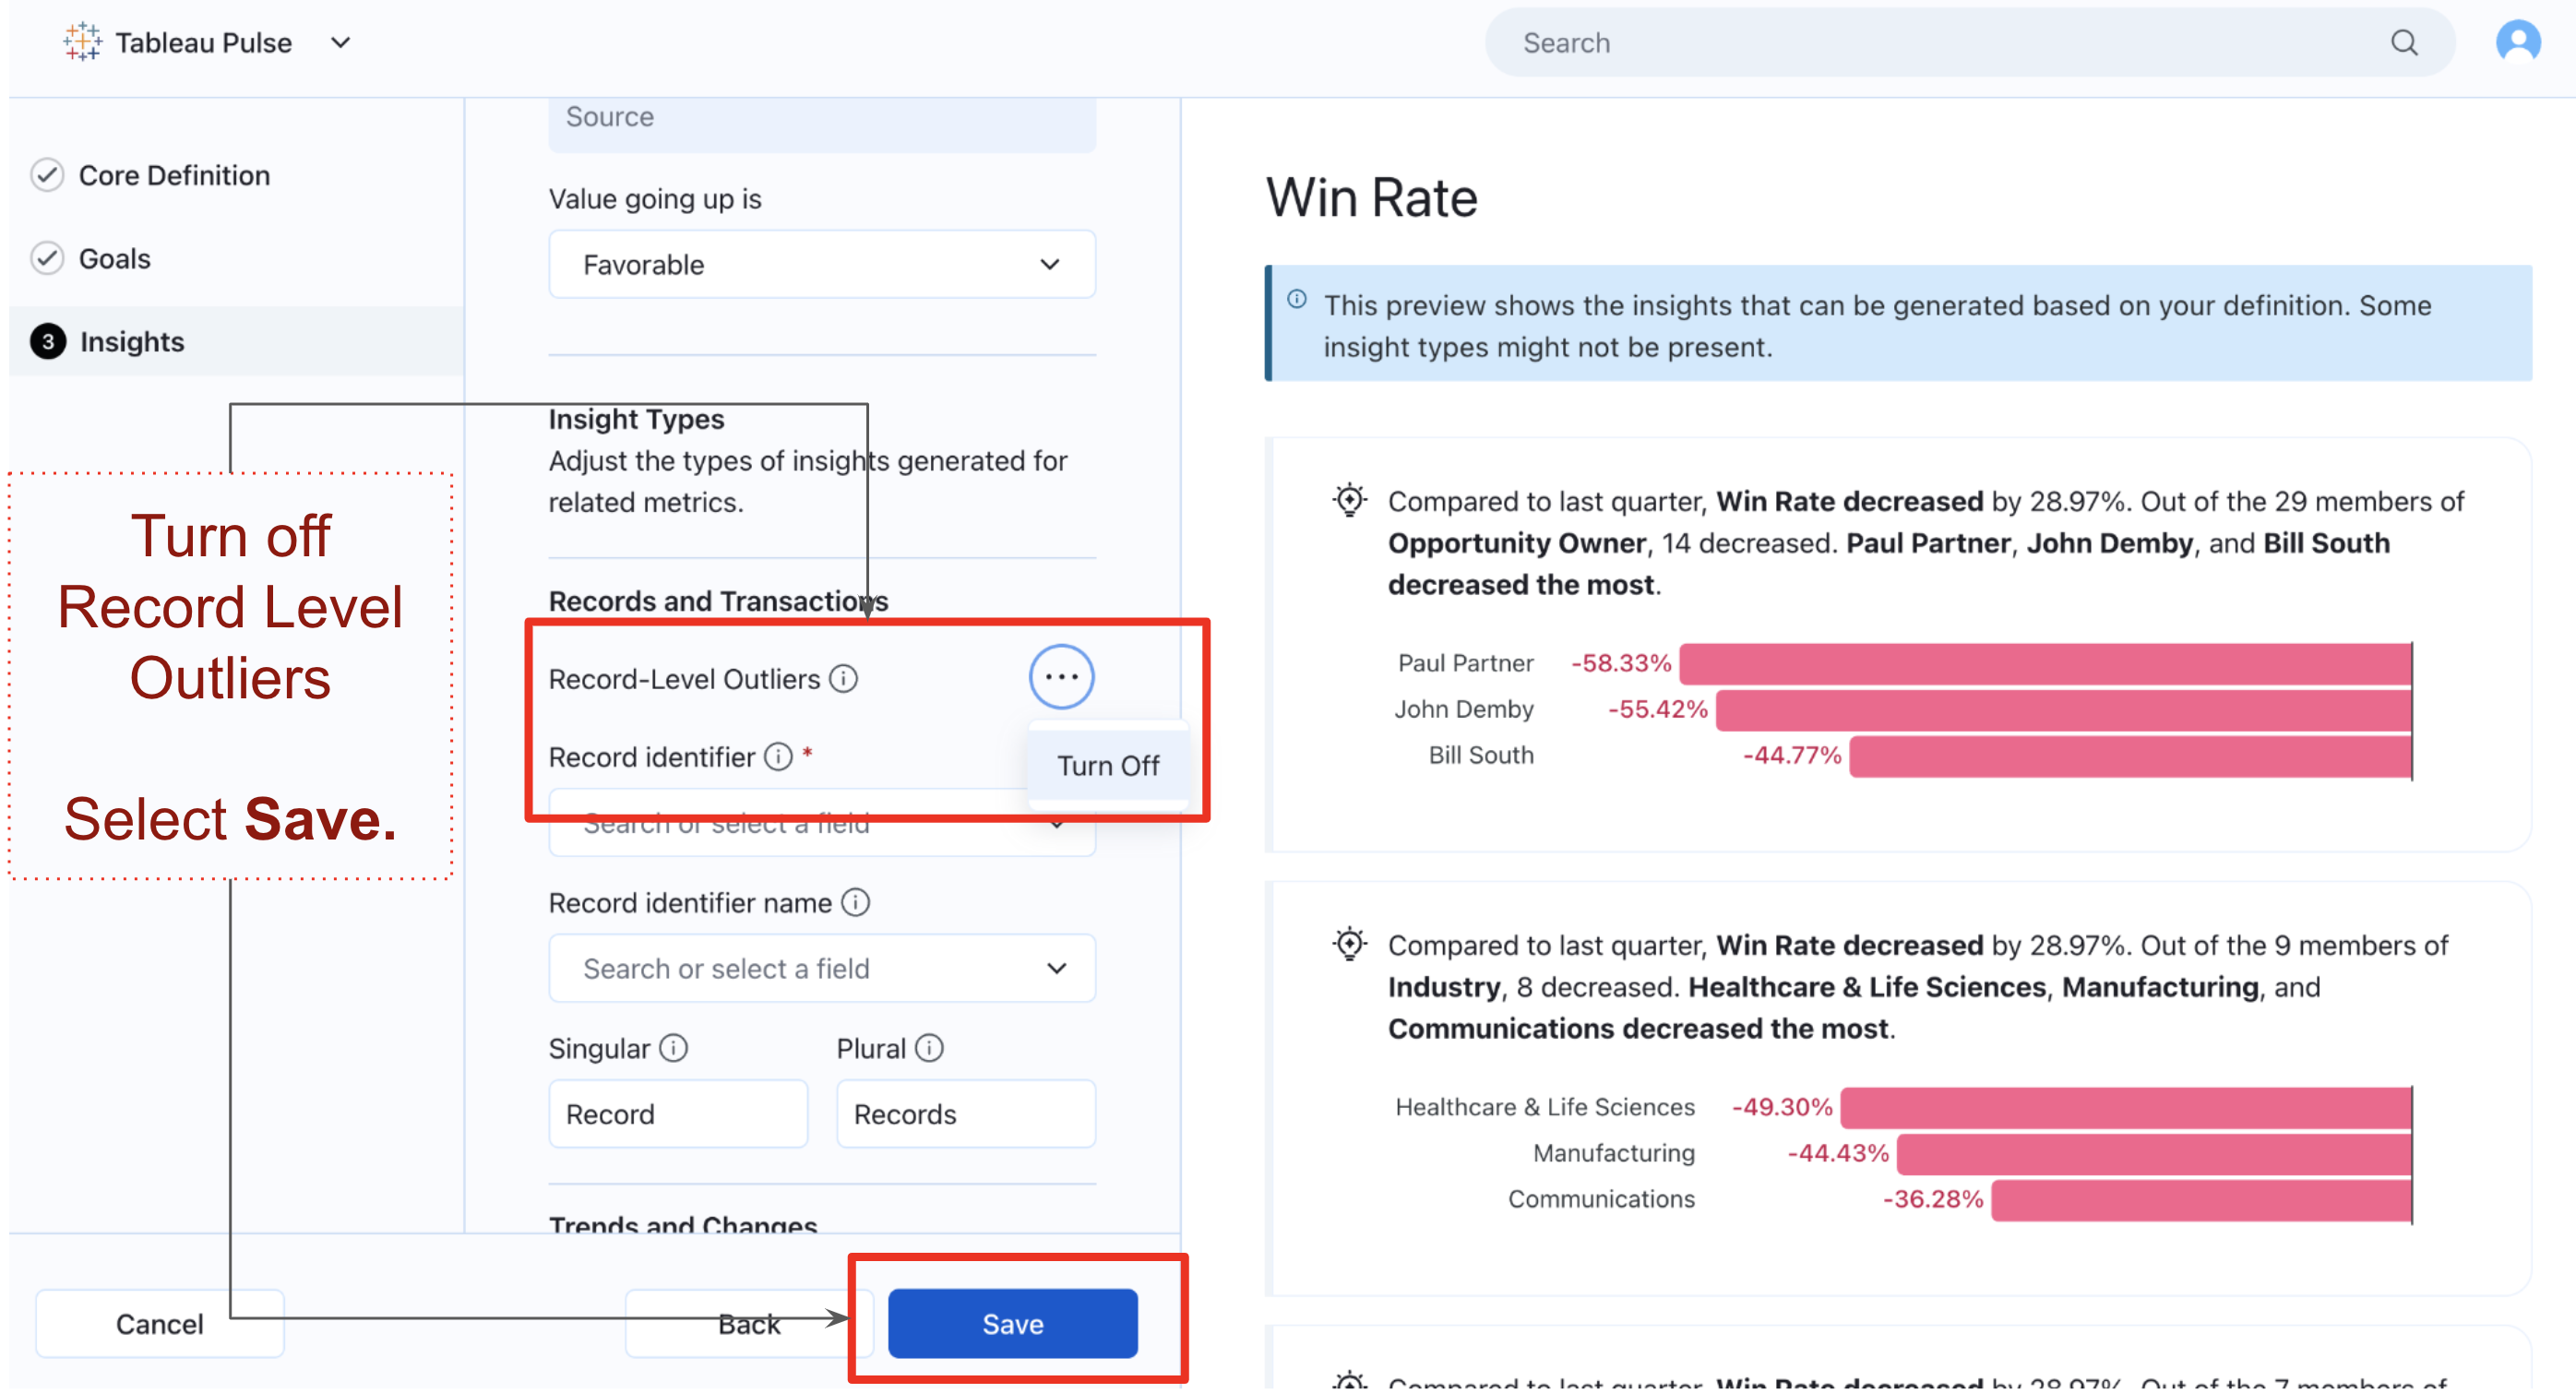 Tableau Pulse
Search
Core Definition
Goals
3 Insights
Turn off
Record Level
Outliers
Select Save.
Source
Value going up is
Favorable
Insight Types
Adjust the types of insights generated for
related metrics.
Records and Transactions
Record-Level Outliers
Turn Off
Record identifier *
Search or select a field
Record identifier name
Search or select a field
Singular
Plural
Record
Records
Trends and Changes
Cancel
Back
Save
Win Rate
This preview shows the insights that can be generated based on your definition. Some
insight types might not be present.
Compared to last quarter, Win Rate decreased by 28.97%. Out of the 29 members of
Opportunity Owner, 14 decreased. Paul Partner, John Demby, and Bill South
decreased the most.
Paul Partner -58.33%
John Demby -55.42%
Bill South -44.77%
Compared to last quarter, Win Rate decreased by 28.97%. Out of the 9 members of
Industry, 8 decreased. Healthcare & Life Sciences, Manufacturing, and
Communications decreased the most.
Healthcare & Life Sciences -49.30%
Manufacturing -44.43%
Communications -36.28%
Compared to last quarter, Win Rate decreased by 28.97%. Out of the 7 members of